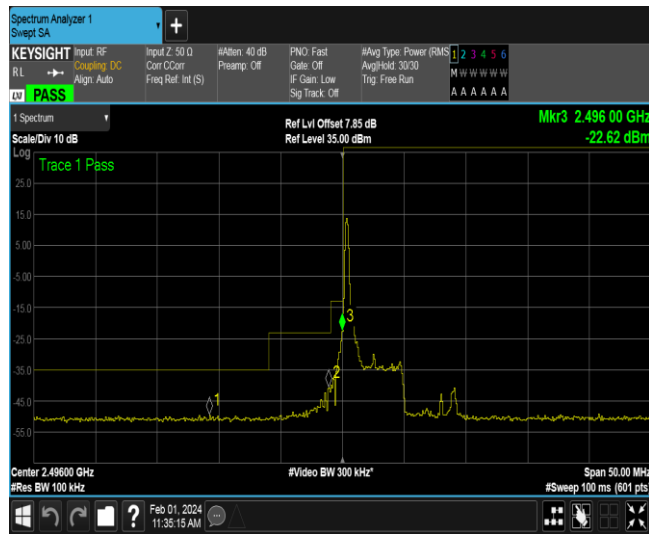 Spectrum Analyzer 1
Swept SA
KEYSIGHT
RL
LXI
PASS
Input: RF
Coupling: DC
Align: Auto
Input Z: 50 Ω
Corr CCorr
Freq Ref: Int (S)
#Atten: 40 dB
Preamp: Off
PNO: Fast
Gate: Off
IF Gain: Low
Sig Track: Off
#Avg Type: Power (RMS
Avg|Hold: 30/30
Trig: Free Run
1 2 3 4 5 6
M W W W W W
A A A A A A
1 Spectrum
Scale/Div 10 dB
Log
Ref Lvl Offset 7.85 dB
Ref Level 35.00 dBm
Mkr3 2.496 00 GHz
-22.62 dBm
Trace 1 Pass
25.0
15.0
5.00
-5.00
-15.0
-25.0
-35.0
-45.0
-55.0
1
2
3
Center 2.49600 GHz
#Res BW 100 kHz
#Video BW 300 kHz*
Span 50.00 MHz
#Sweep 100 ms (601 pts)
?
Feb 01, 2024
11:35:15 AM